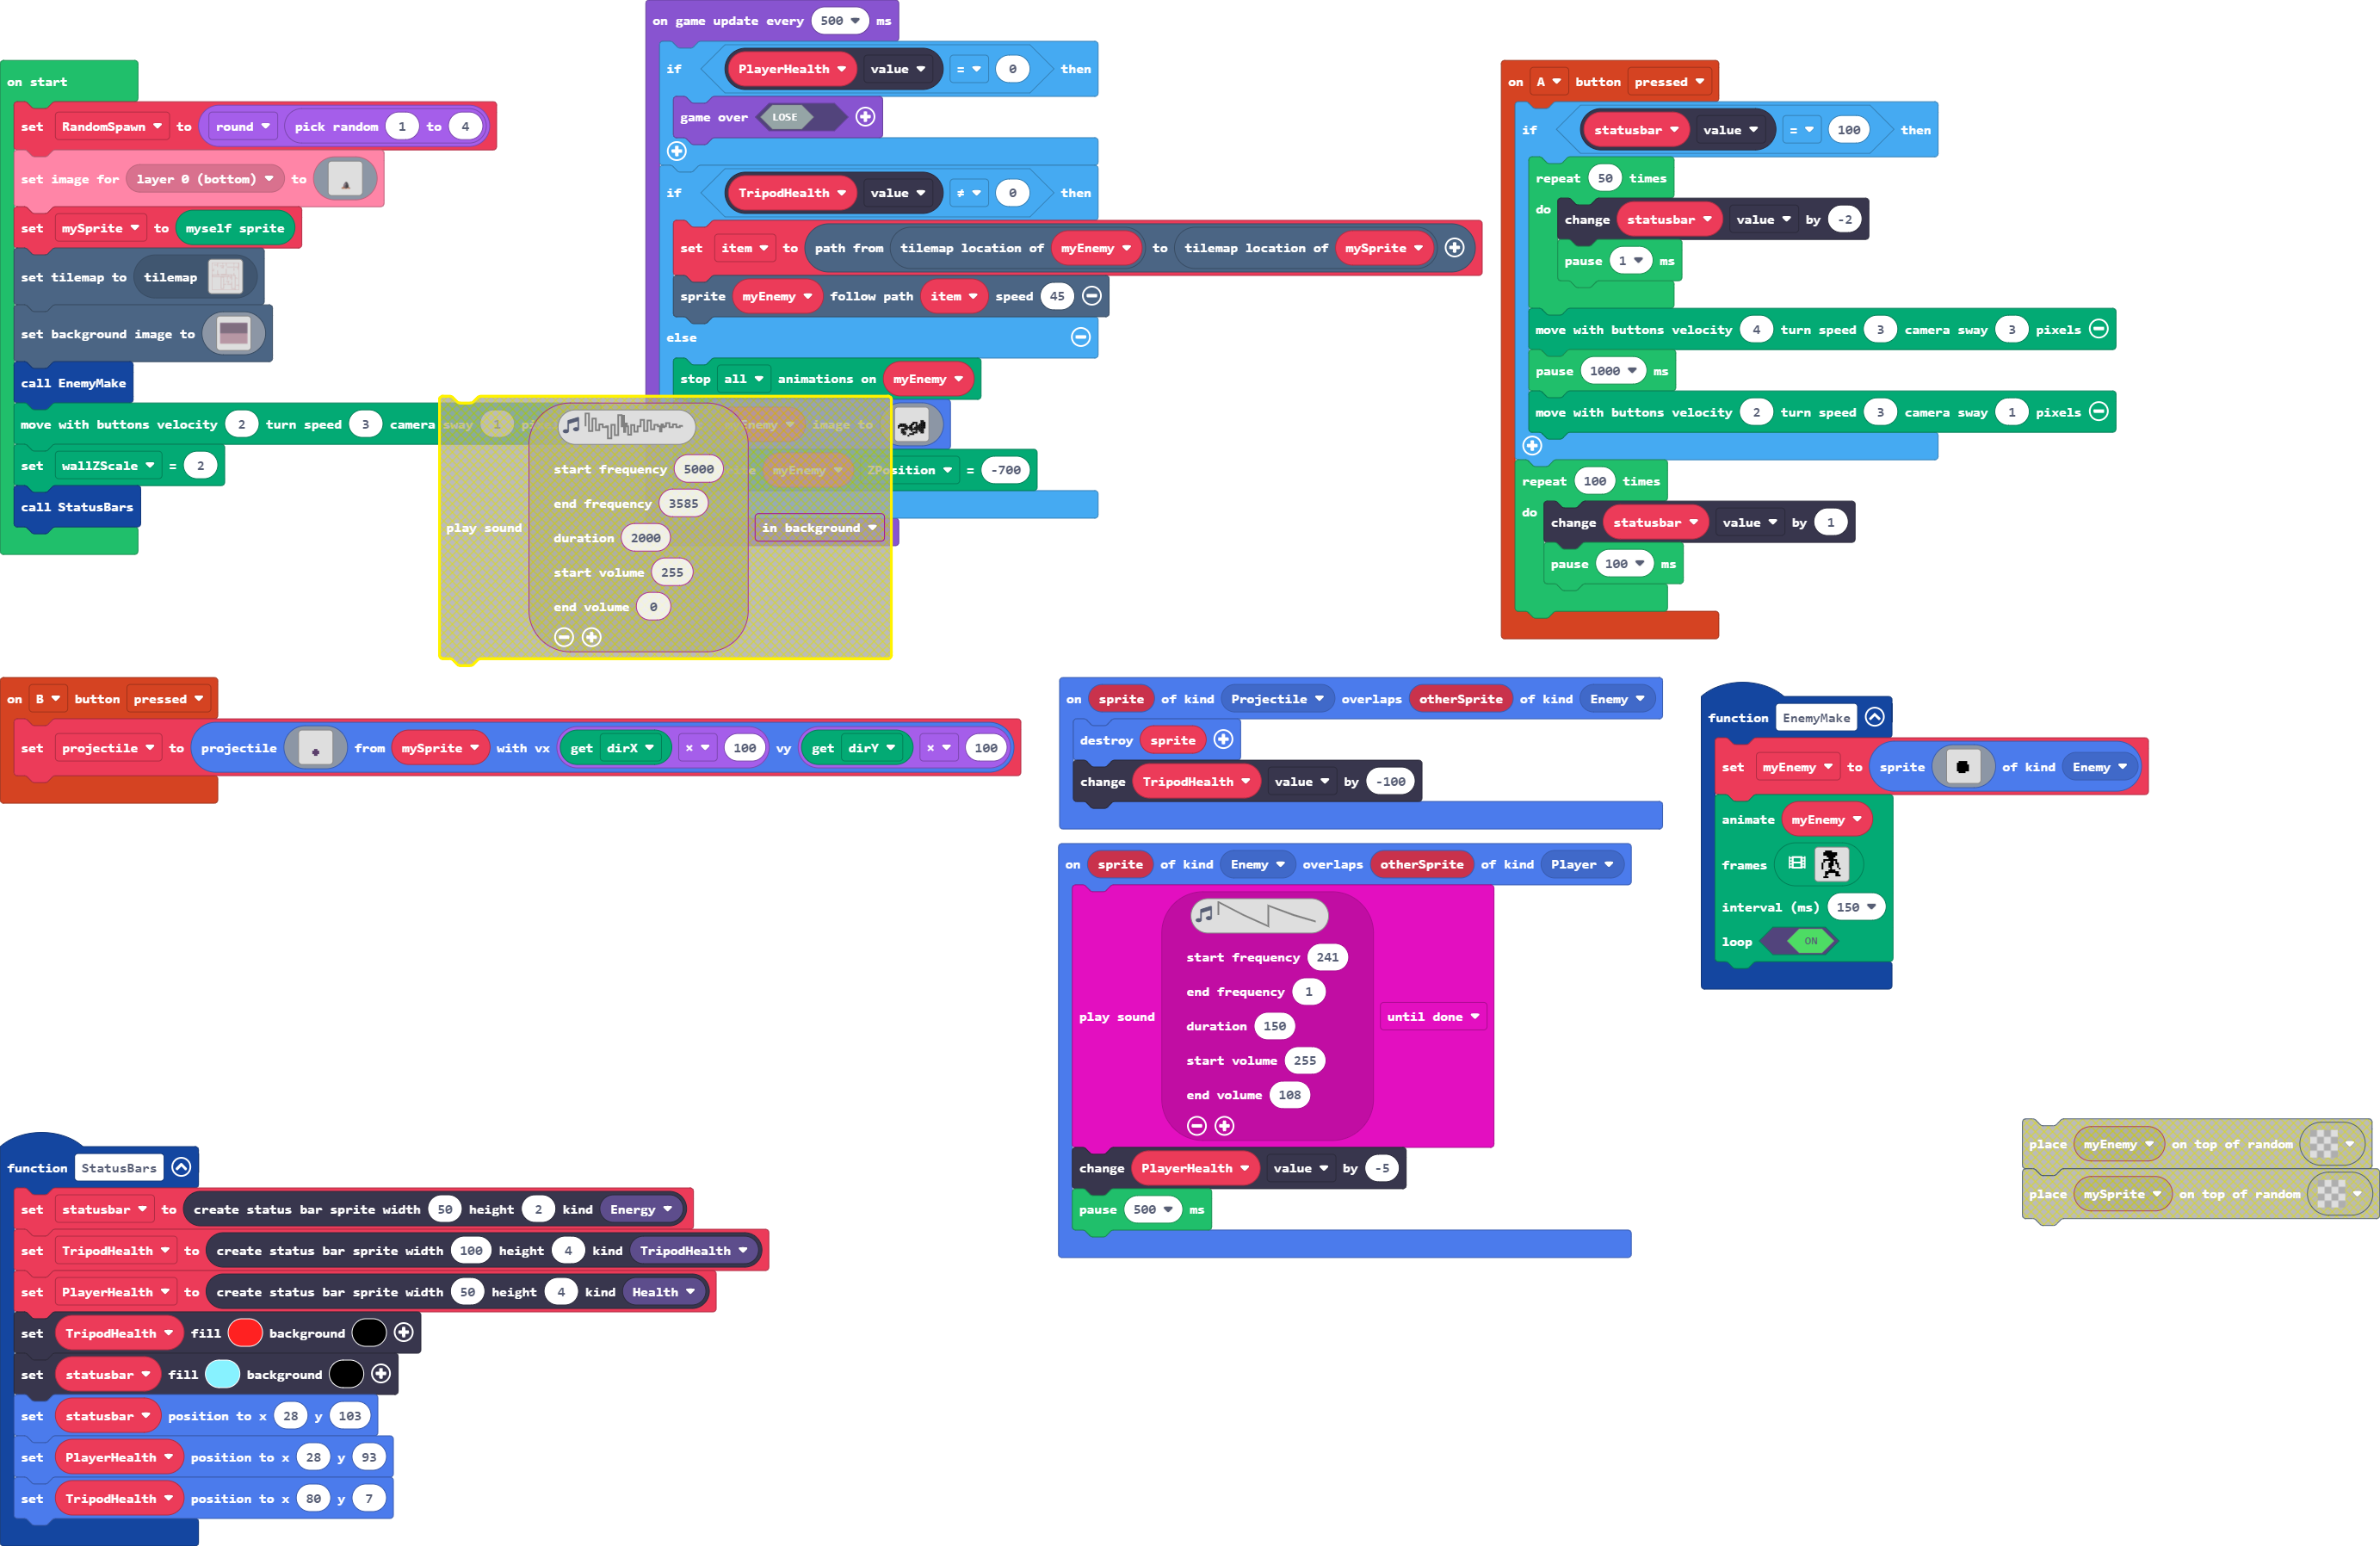 on start
set RandomSpawn to round pick random 1 to 4
set image for layer 0 (bottom) to
set mySprite to myself sprite
set tilemap to tilemap
set background image to
call EnemyMake
move with buttons velocity 2 turn speed 3 camera sway 1
set wallZScale = 2
call StatusBars
on game update every 500 ms
if PlayerHealth value = 0 then
game over LOSE
if TripodHealth value ≠ 0 then
set item to path from tilemap location of myEnemy to tilemap location of mySprite
sprite myEnemy follow path item speed 45
else
stop all animations on myEnemy
myEnemy image to
myEnemy ZPosition = -700
play sound
start frequency 5000
end frequency 3585
duration 2000
start volume 255
end volume 0
in background
on A button pressed
if statusbar value = 100 then
repeat 50 times
do
change statusbar value by -2
pause 1 ms
move with buttons velocity 4 turn speed 3 camera sway 3 pixels
pause 1000 ms
move with buttons velocity 2 turn speed 3 camera sway 1 pixels
repeat 100 times
do
change statusbar value by 1
pause 100 ms
on B button pressed
set projectile to projectile from mySprite with vx get dirX × 100 vy get dirY × 100
on sprite of kind Projectile overlaps otherSprite of kind Enemy
destroy sprite
change TripodHealth value by -100
on sprite of kind Enemy overlaps otherSprite of kind Player
play sound
start frequency 241
end frequency 1
duration 150
start volume 255
end volume 108
until done
change PlayerHealth value by -5
pause 500 ms
function EnemyMake
set myEnemy to sprite of kind Enemy
animate myEnemy
frames
interval (ms) 150
loop ON
place myEnemy on top of random
place mySprite on top of random
function StatusBars
set statusbar to create status bar sprite width 50 height 2 kind Energy
set TripodHealth to create status bar sprite width 100 height 4 kind TripodHealth
set PlayerHealth to create status bar sprite width 50 height 4 kind Health
set TripodHealth fill background
set statusbar fill background
set statusbar position to x 28 y 103
set PlayerHealth position to x 28 y 93
set TripodHealth position to x 80 y 7